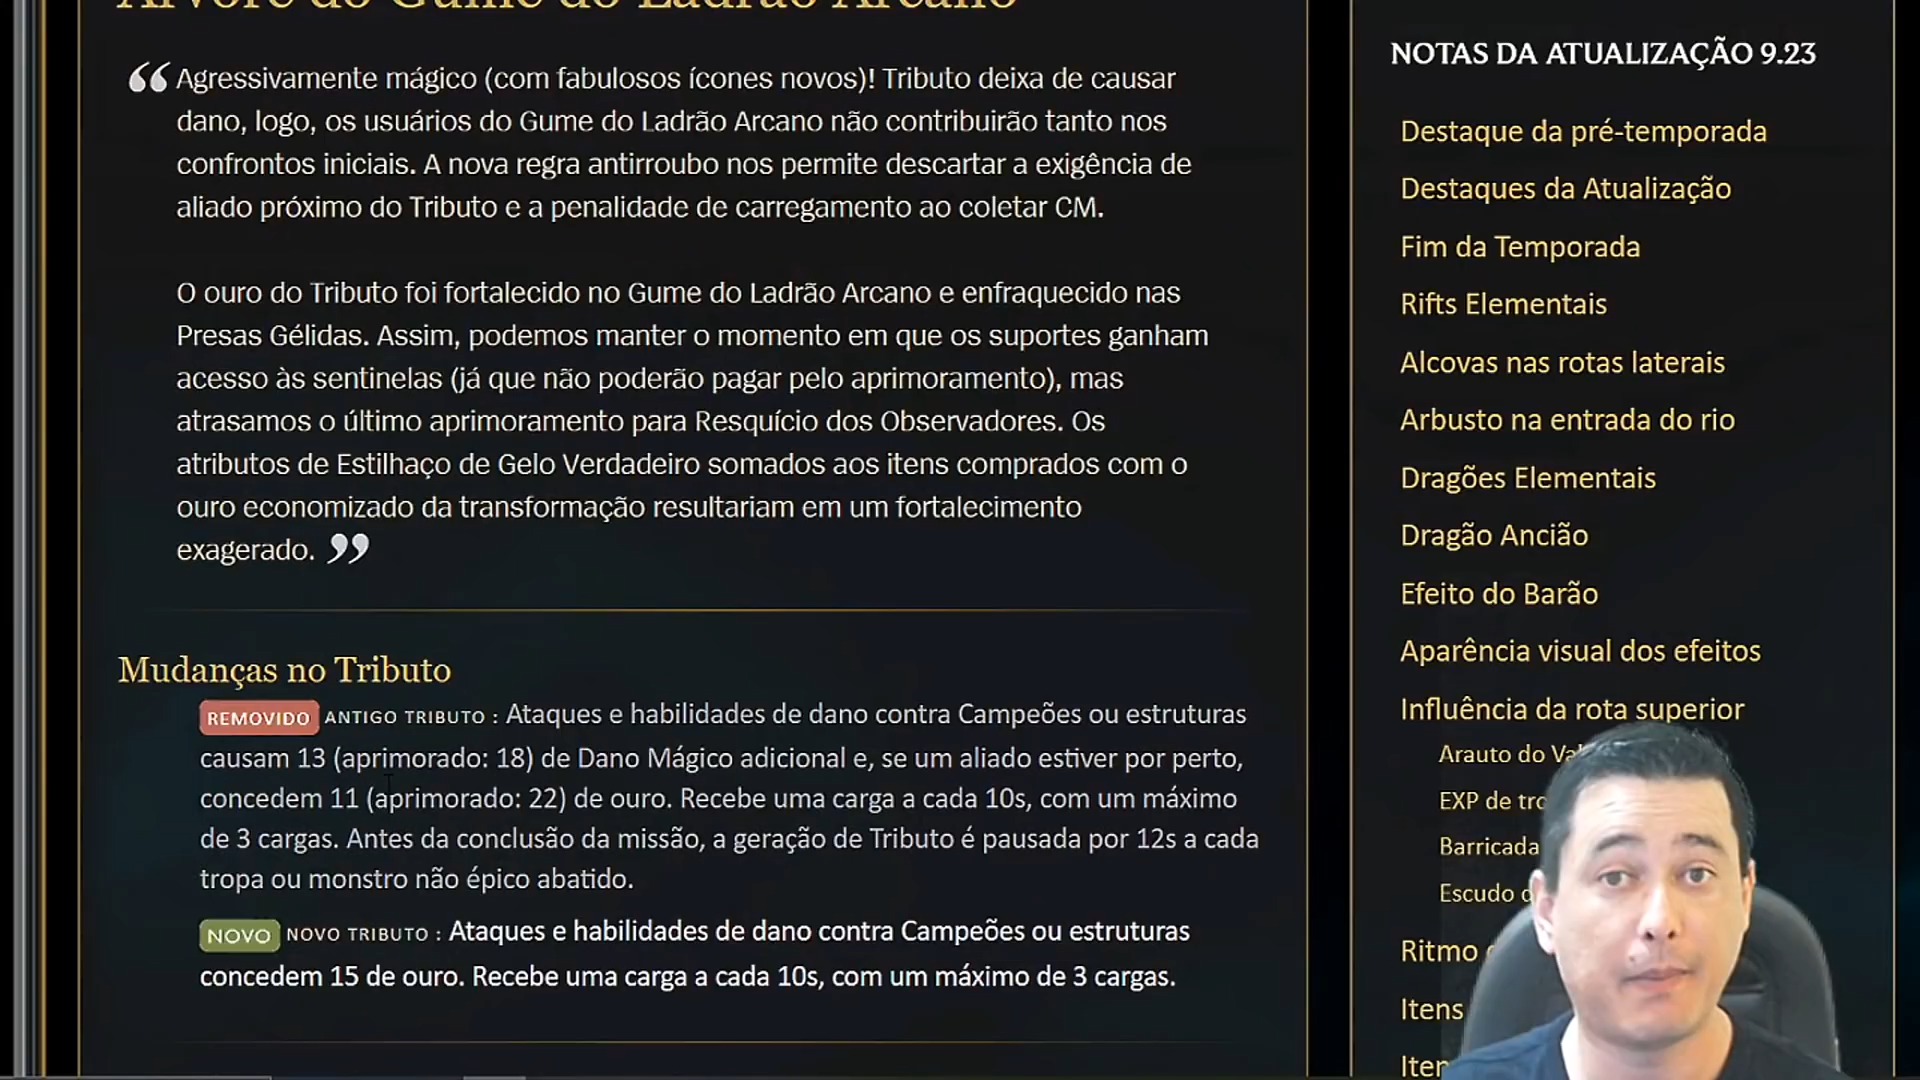 Árvore do Gume do Ladrão Arcano
Agressivamente mágico (com fabulosos ícones novos)! Tributo deixa de causar
dano, logo, os usuários do Gume do Ladrão Arcano não contribuirão tanto nos
confrontos iniciais. A nova regra antirroubo nos permite descartar a exigência de
aliado próximo do Tributo e a penalidade de carregamento ao coletar CM.
O ouro do Tributo foi fortalecido no Gume do Ladrão Arcano e enfraquecido nas
Presas Gélidas. Assim, podemos manter o momento em que os suportes ganham
acesso às sentinelas (já que não poderão pagar pelo aprimoramento), mas
atrasamos o último aprimoramento para Resquício dos Observadores. Os
atributos de Estilhaço de Gelo Verdadeiro somados aos itens comprados com o
ouro economizado da transformação resultariam em um fortalecimento
exagerado.
Mudanças no Tributo
REMOVIDO ANTIGO TRIBUTO : Ataques e habilidades de dano contra Campeões ou estruturas
causam 13 (aprimorado: 18) de Dano Mágico adicional e, se um aliado estiver por perto,
concedem 11 (aprimorado: 22) de ouro. Recebe uma carga a cada 10s, com um máximo
de 3 cargas. Antes da conclusão da missão, a geração de Tributo é pausada por 12s a cada
tropa ou monstro não épico abatido.
NOVO NOVO TRIBUTO : Ataques e habilidades de dano contra Campeões ou estruturas
concedem 15 de ouro. Recebe uma carga a cada 10s, com um máximo de 3 cargas.
NOTAS DA ATUALIZAÇÃO 9.23
Destaque da pré-temporada
Destaques da Atualização
Fim da Temporada
Rifts Elementais
Alcovas nas rotas laterais
Arbusto na entrada do rio
Dragões Elementais
Dragão Ancião
Efeito do Barão
Aparência visual dos efeitos
Influência da rota superior
Arauto do
EXP de
Barricada
Escudo
Ritmo
Itens